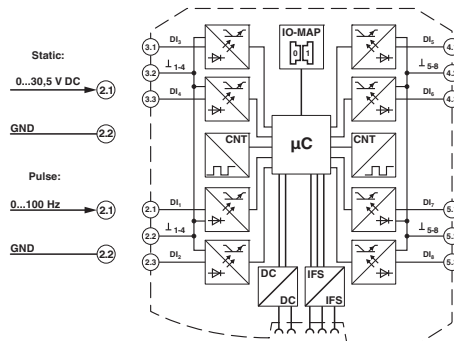 Static:
0...30,5 V DC
2.1
GND
2.2
Pulse:
0...100 Hz
2.1
GND
2.2
3.1
DI₃
3.2
⊥ 1-4
3.3
DI₄
2.1
DI₁
2.2
⊥ 1-4
2.3
DI₂
IO-MAP
0
1
CNT
µC
CNT
DC
DC
IFS
IFS
DI₅
⊥ 5-8
DI₆
DI₇
⊥ 5-8
DI₈